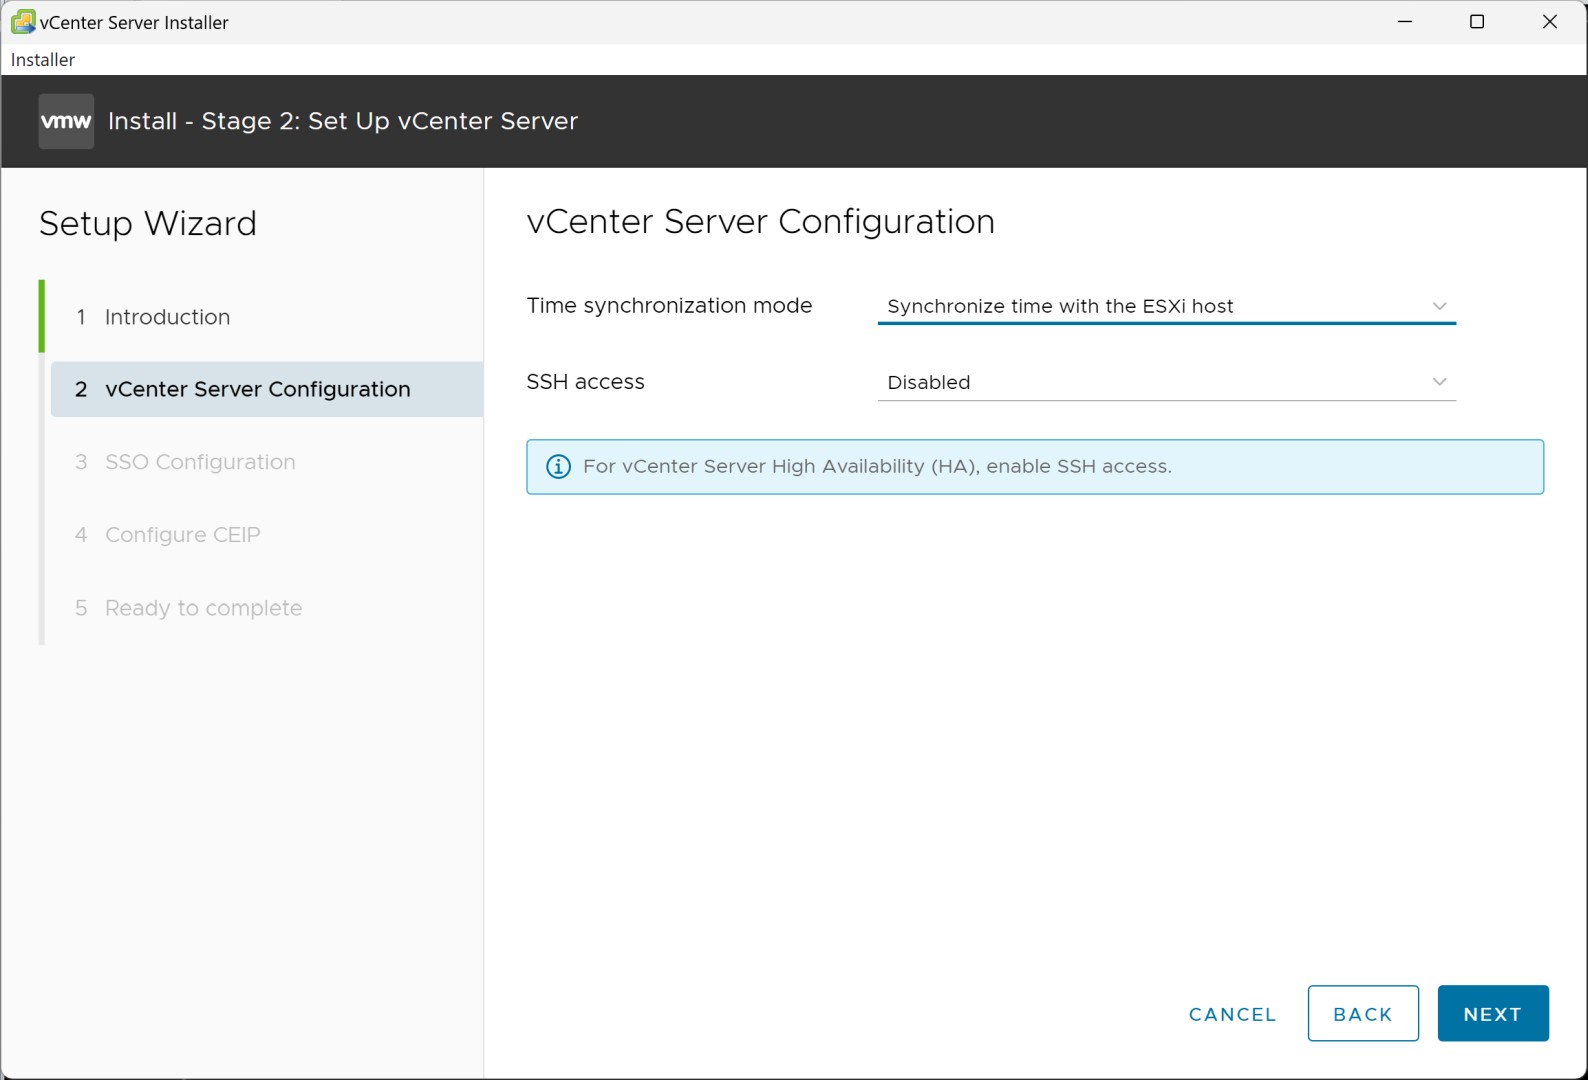 vCenter Server Installer
Installer
vmw Install - Stage 2: Set Up vCenter Server
Setup Wizard
1 Introduction
2 vCenter Server Configuration
3 SSO Configuration
4 Configure CEIP
5 Ready to complete
vCenter Server Configuration
Time synchronization mode Synchronize time with the ESXi host
SSH access Disabled
For vCenter Server High Availability (HA), enable SSH access.
CANCEL BACK NEXT